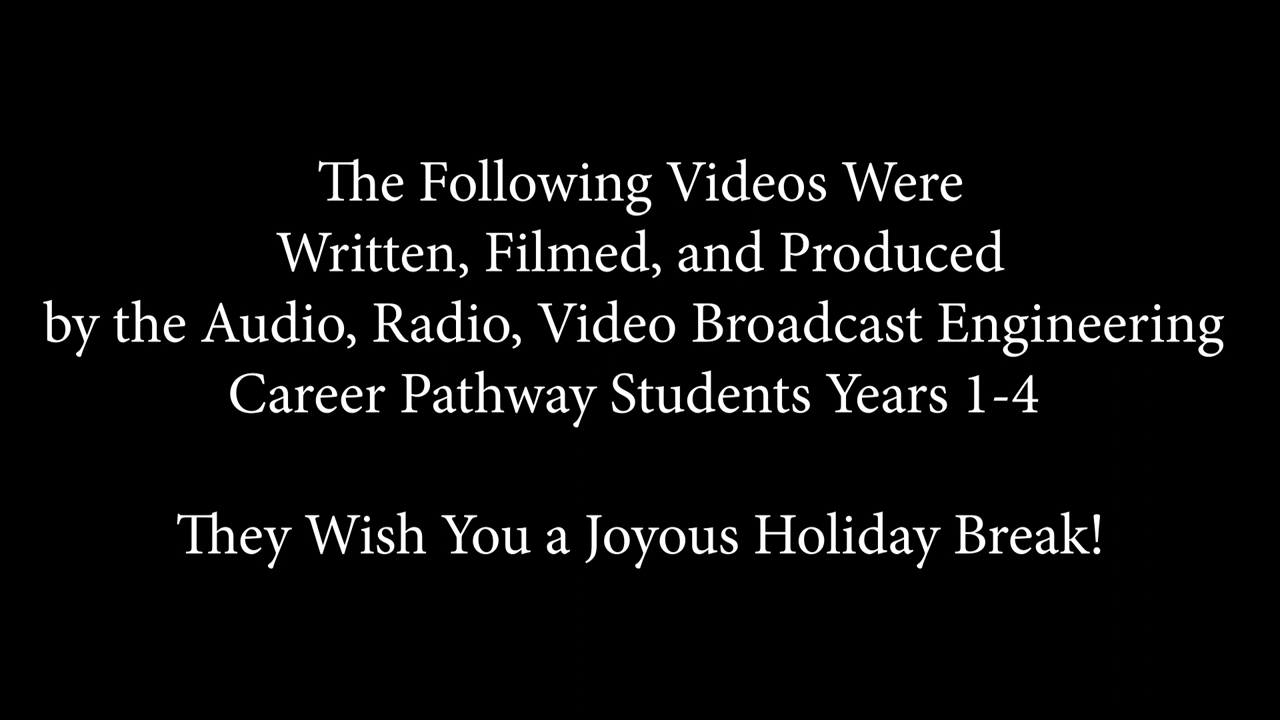 The Following Videos Were
Written, Filmed, and Produced
by the Audio, Radio, Video Broadcast Engineering
Career Pathway Students Years 1-4
They Wish You a Joyous Holiday Break!